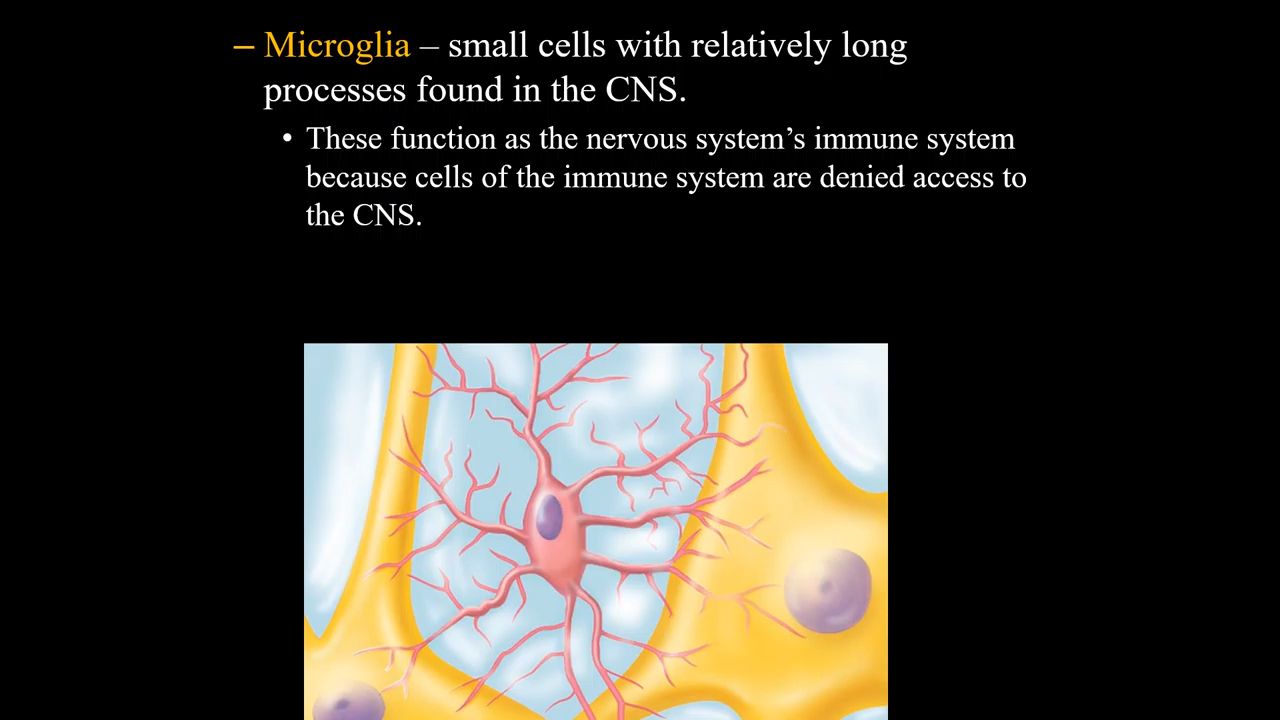 – Microglia – small cells with relatively long
processes found in the CNS.
• These function as the nervous system’s immune system
because cells of the immune system are denied access to
the CNS.